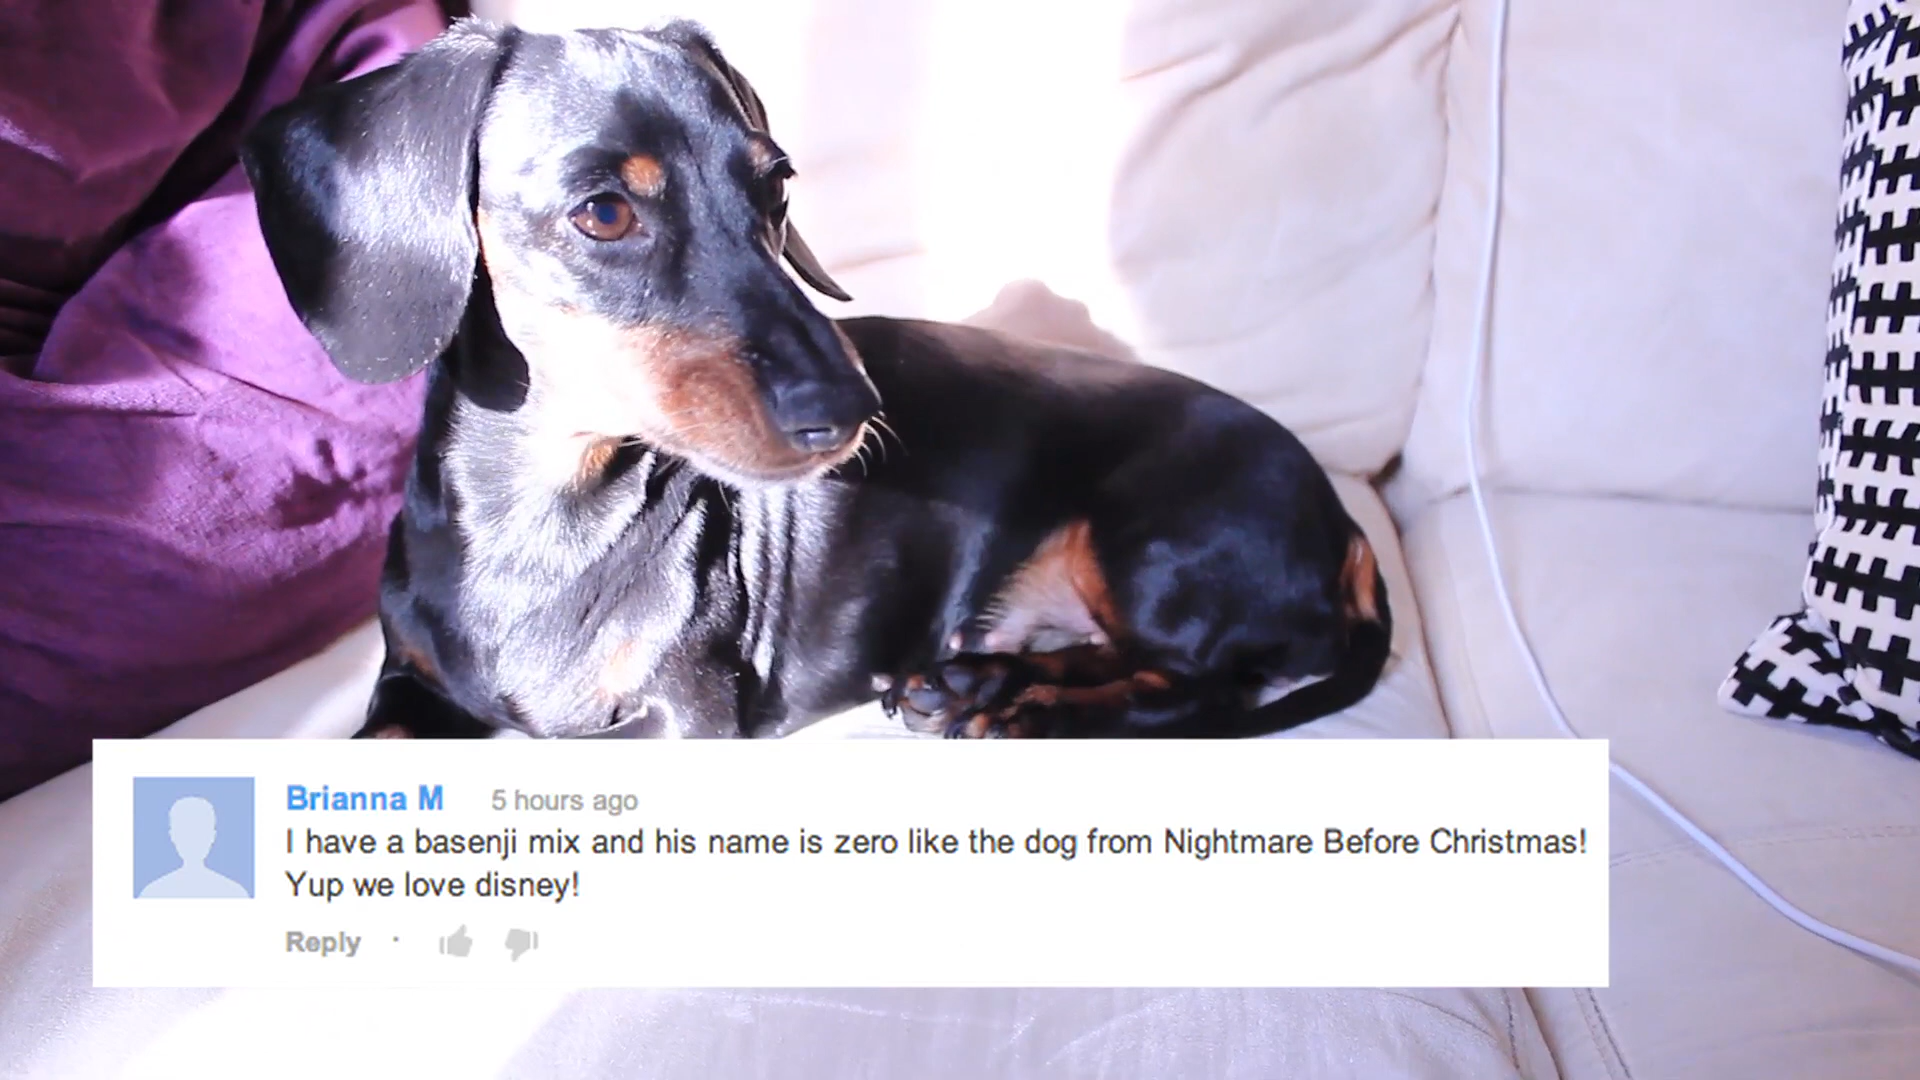 Brianna M 5 hours ago
I have a basenji mix and his name is zero like the dog from Nightmare Before Christmas!
Yup we love disney!
Reply ·